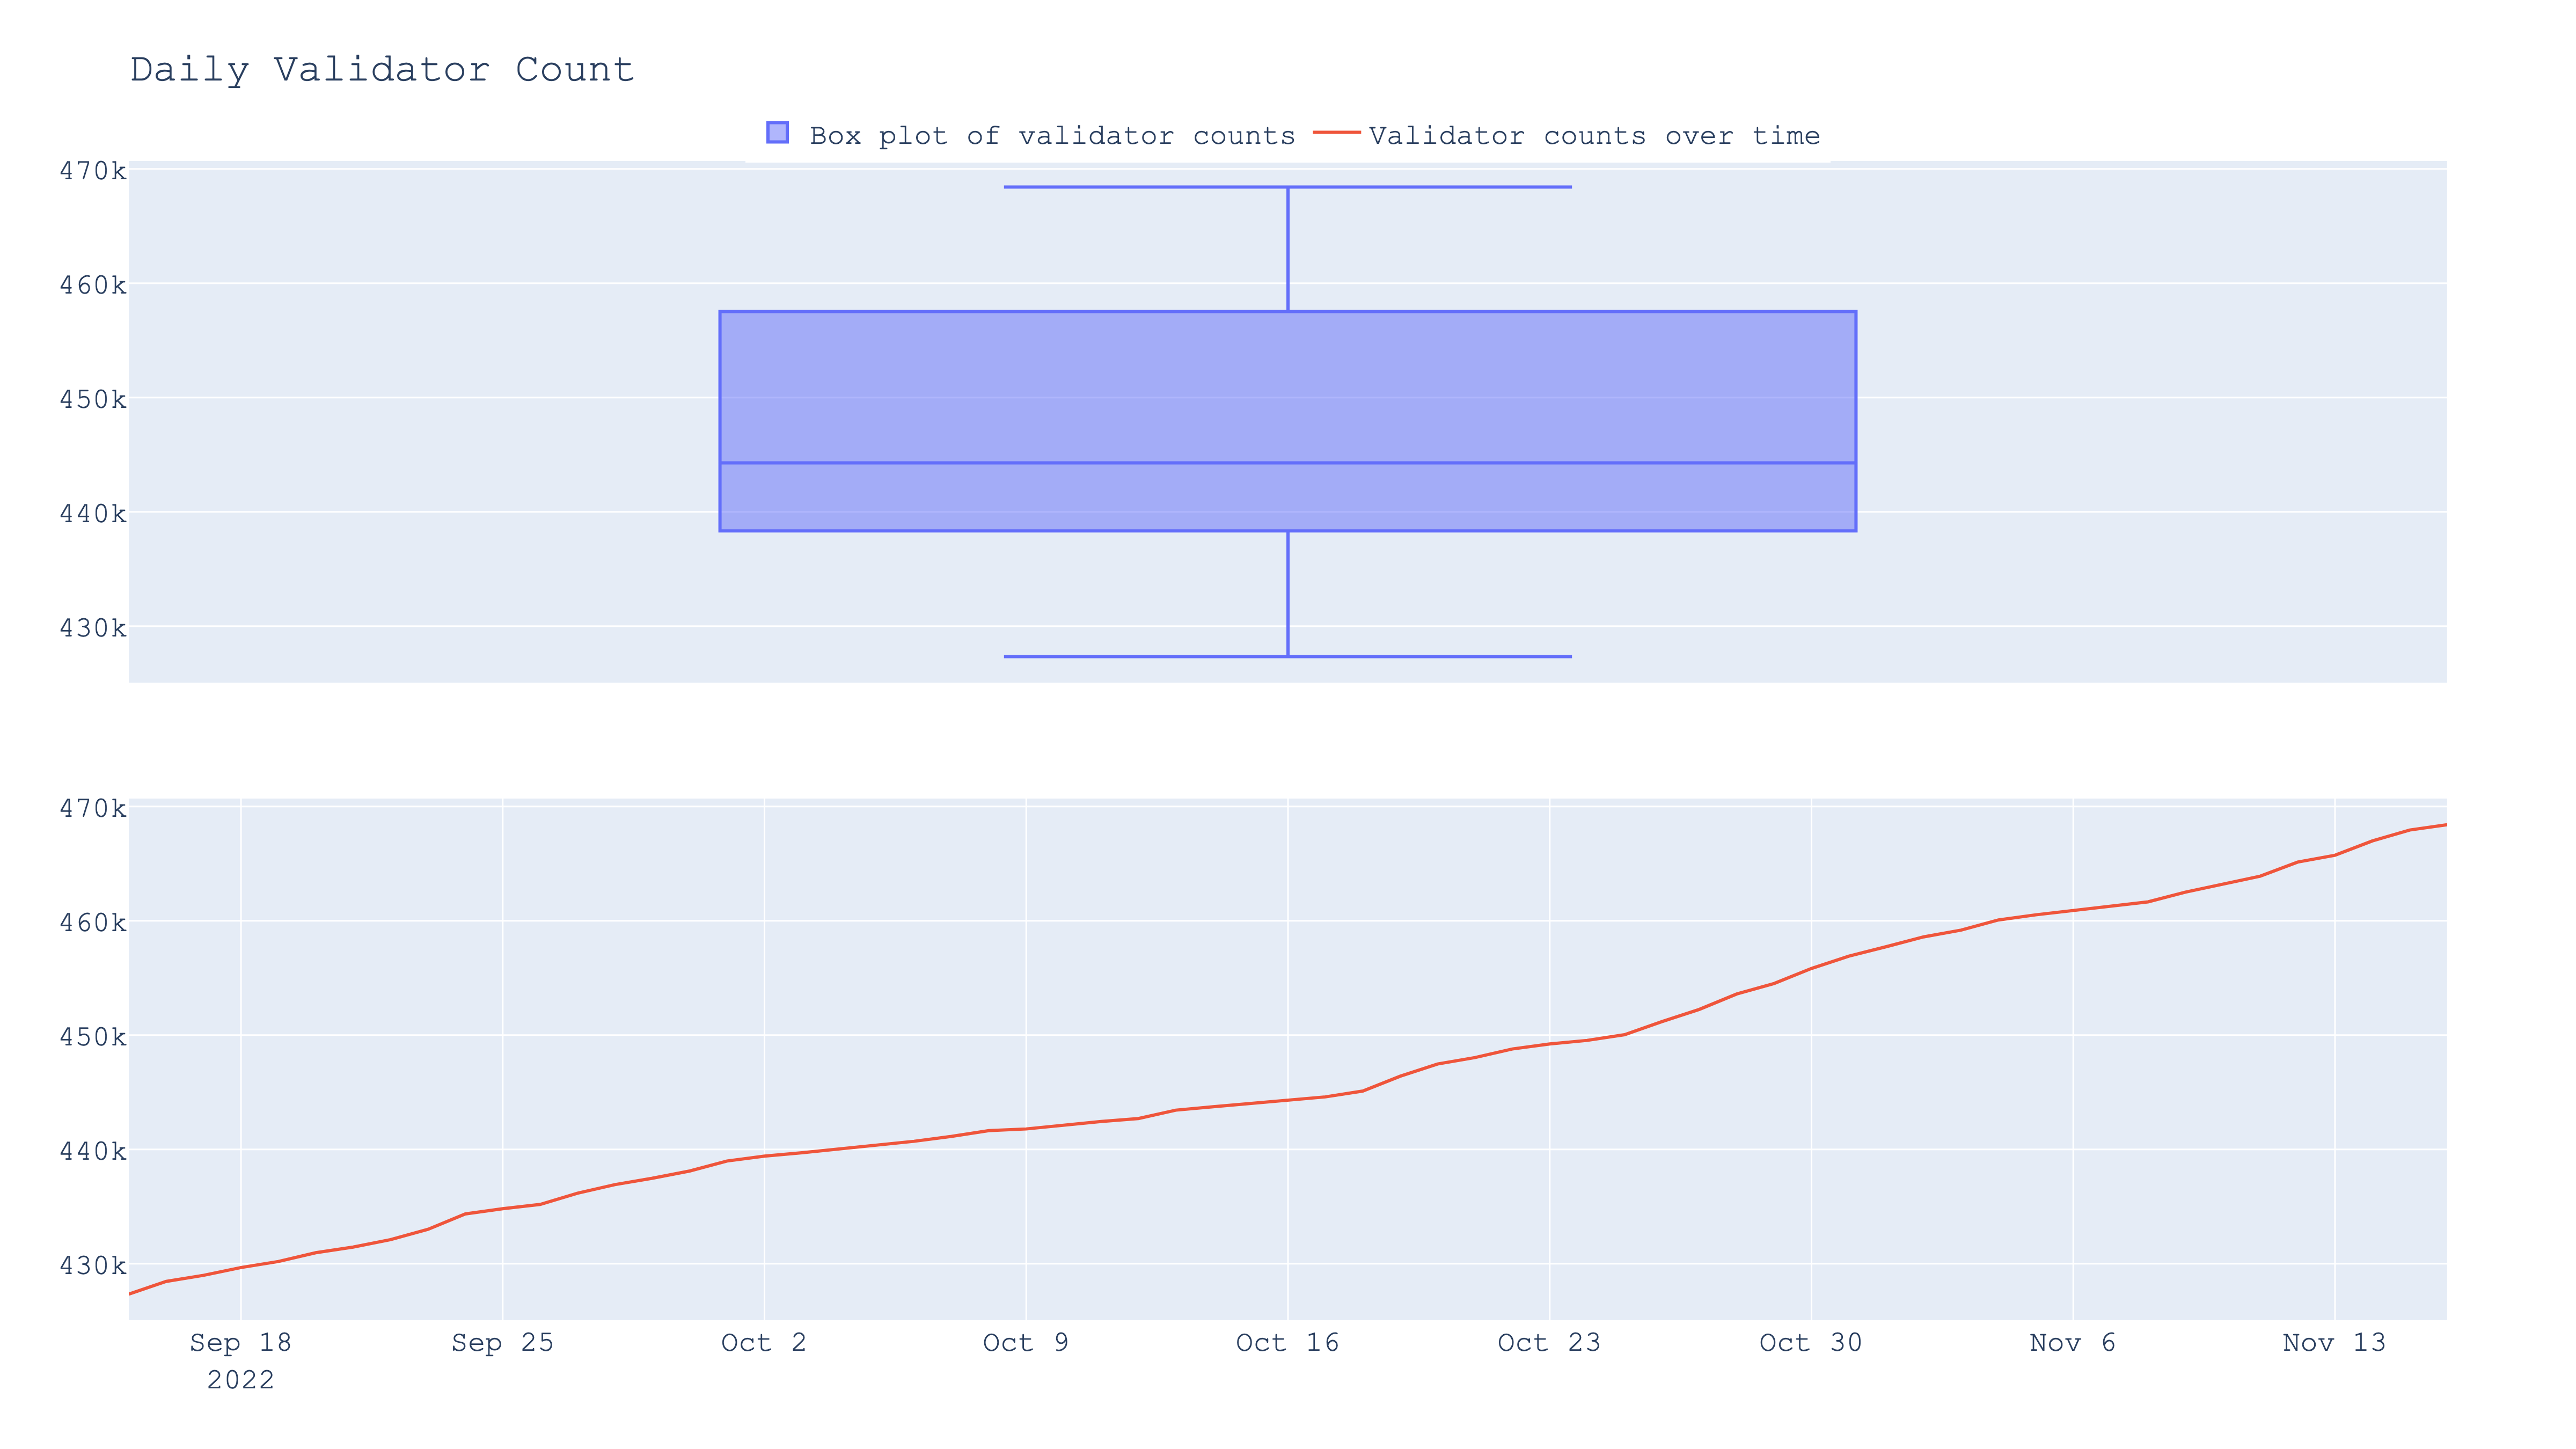 Daily Validator Count
Box plot of validator counts Validator counts over time
470k
460k
450k
440k
430k
470k
460k
450k
440k
430k
Sep 18 Sep 25 Oct 2 Oct 9 Oct 16 Oct 23 Oct 30 Nov 6 Nov 13
2022